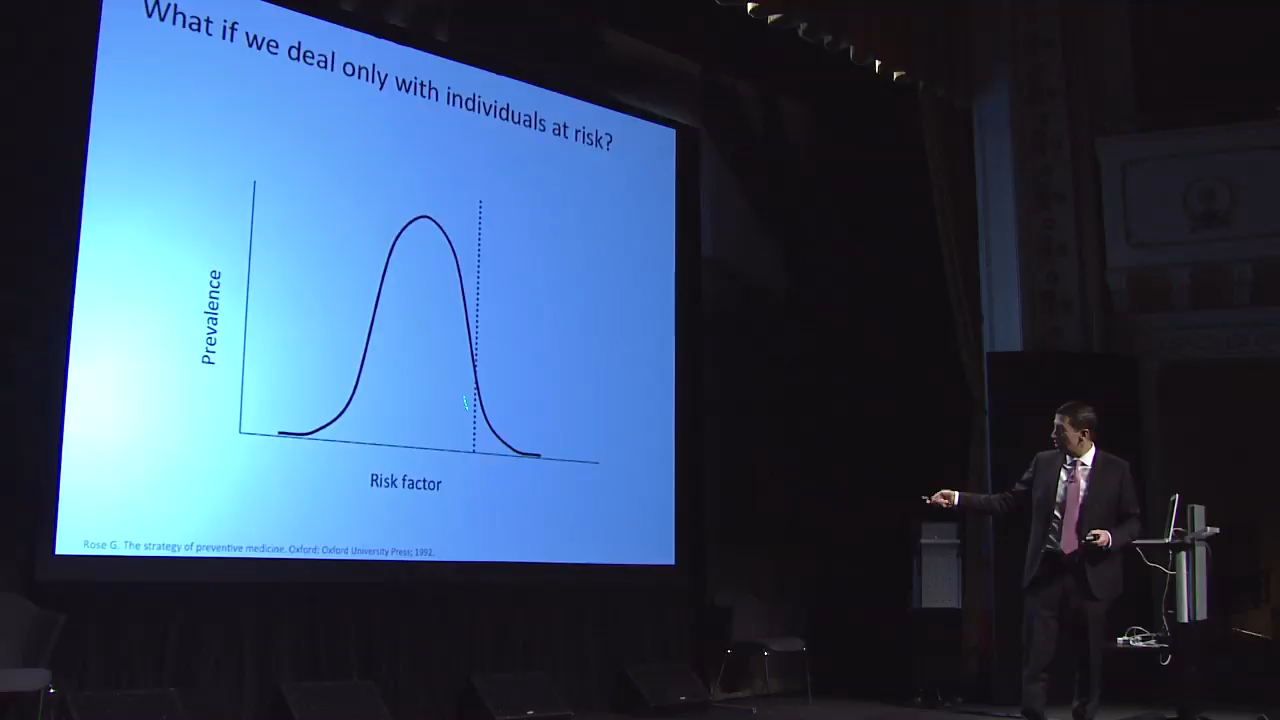 What if we deal only with individuals at risk?
Prevalence
Risk factor
Rose G. The strategy of preventive medicine. Oxford: Oxford University Press; 1992.